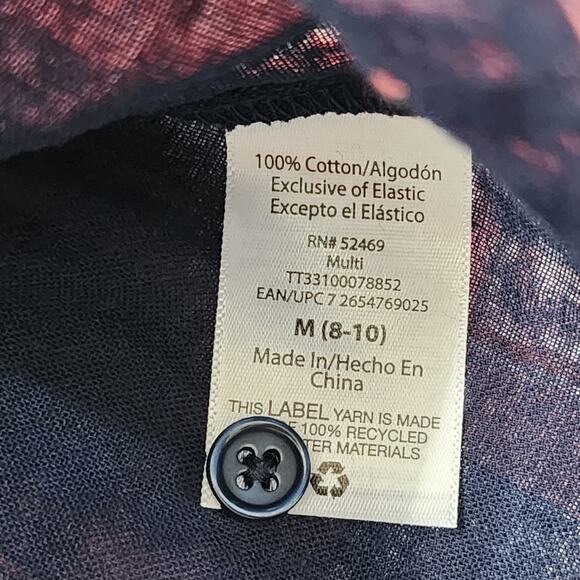 100% Cotton/Algodón
Exclusive of Elastic
Excepto el Elástico
RN# 52469
Multi
TT33100078852
EAN/UPC 7 2654769025
M (8-10)
Made In/Hecho En
China
THIS LABEL YARN IS MADE
100% RECYCLED
MATERIALS